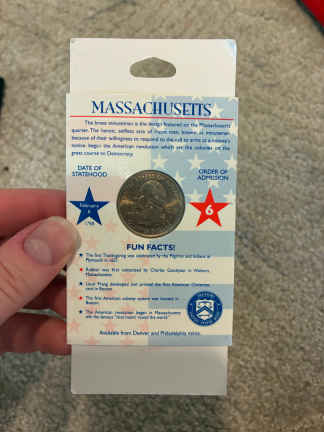 MASSACHUSETTS
The brave minuteman is the design featured on the Massachusetts
quarter. The heroic, selfless acts of these men, known as minutemen
because of their willingness to respond to the call to arms at a minute's
notice began the American revolution which set the colonies on the
great course to Democracy.
DATE OF
STATEHOOD
February
6
1788
ORDER OF
ADMISSION
6
FUN FACTS!
The first Thanksgiving was celebrated by the Pilgrims and Indians at
Plymouth in 1621.
Rubber was first vulcanized by Charles Goodyear in Woburn,
Massachusetts.
Louis Prang developed and printed the first American Christmas
card in Boston.
The first American subway system was located in
Boston.
The American revolution began in Massachusetts
with the famous "shot heard 'round the world."
Available from Denver and Philadelphia mints.